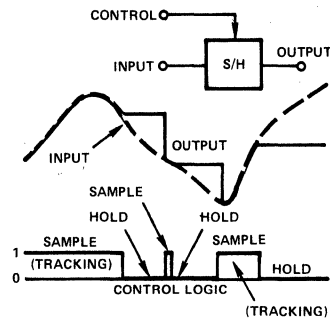 CONTROL
INPUT
S/H
OUTPUT
INPUT
OUTPUT
SAMPLE
HOLD
HOLD
1
SAMPLE
(TRACKING)
SAMPLE
0
CONTROL LOGIC
HOLD
(TRACKING)